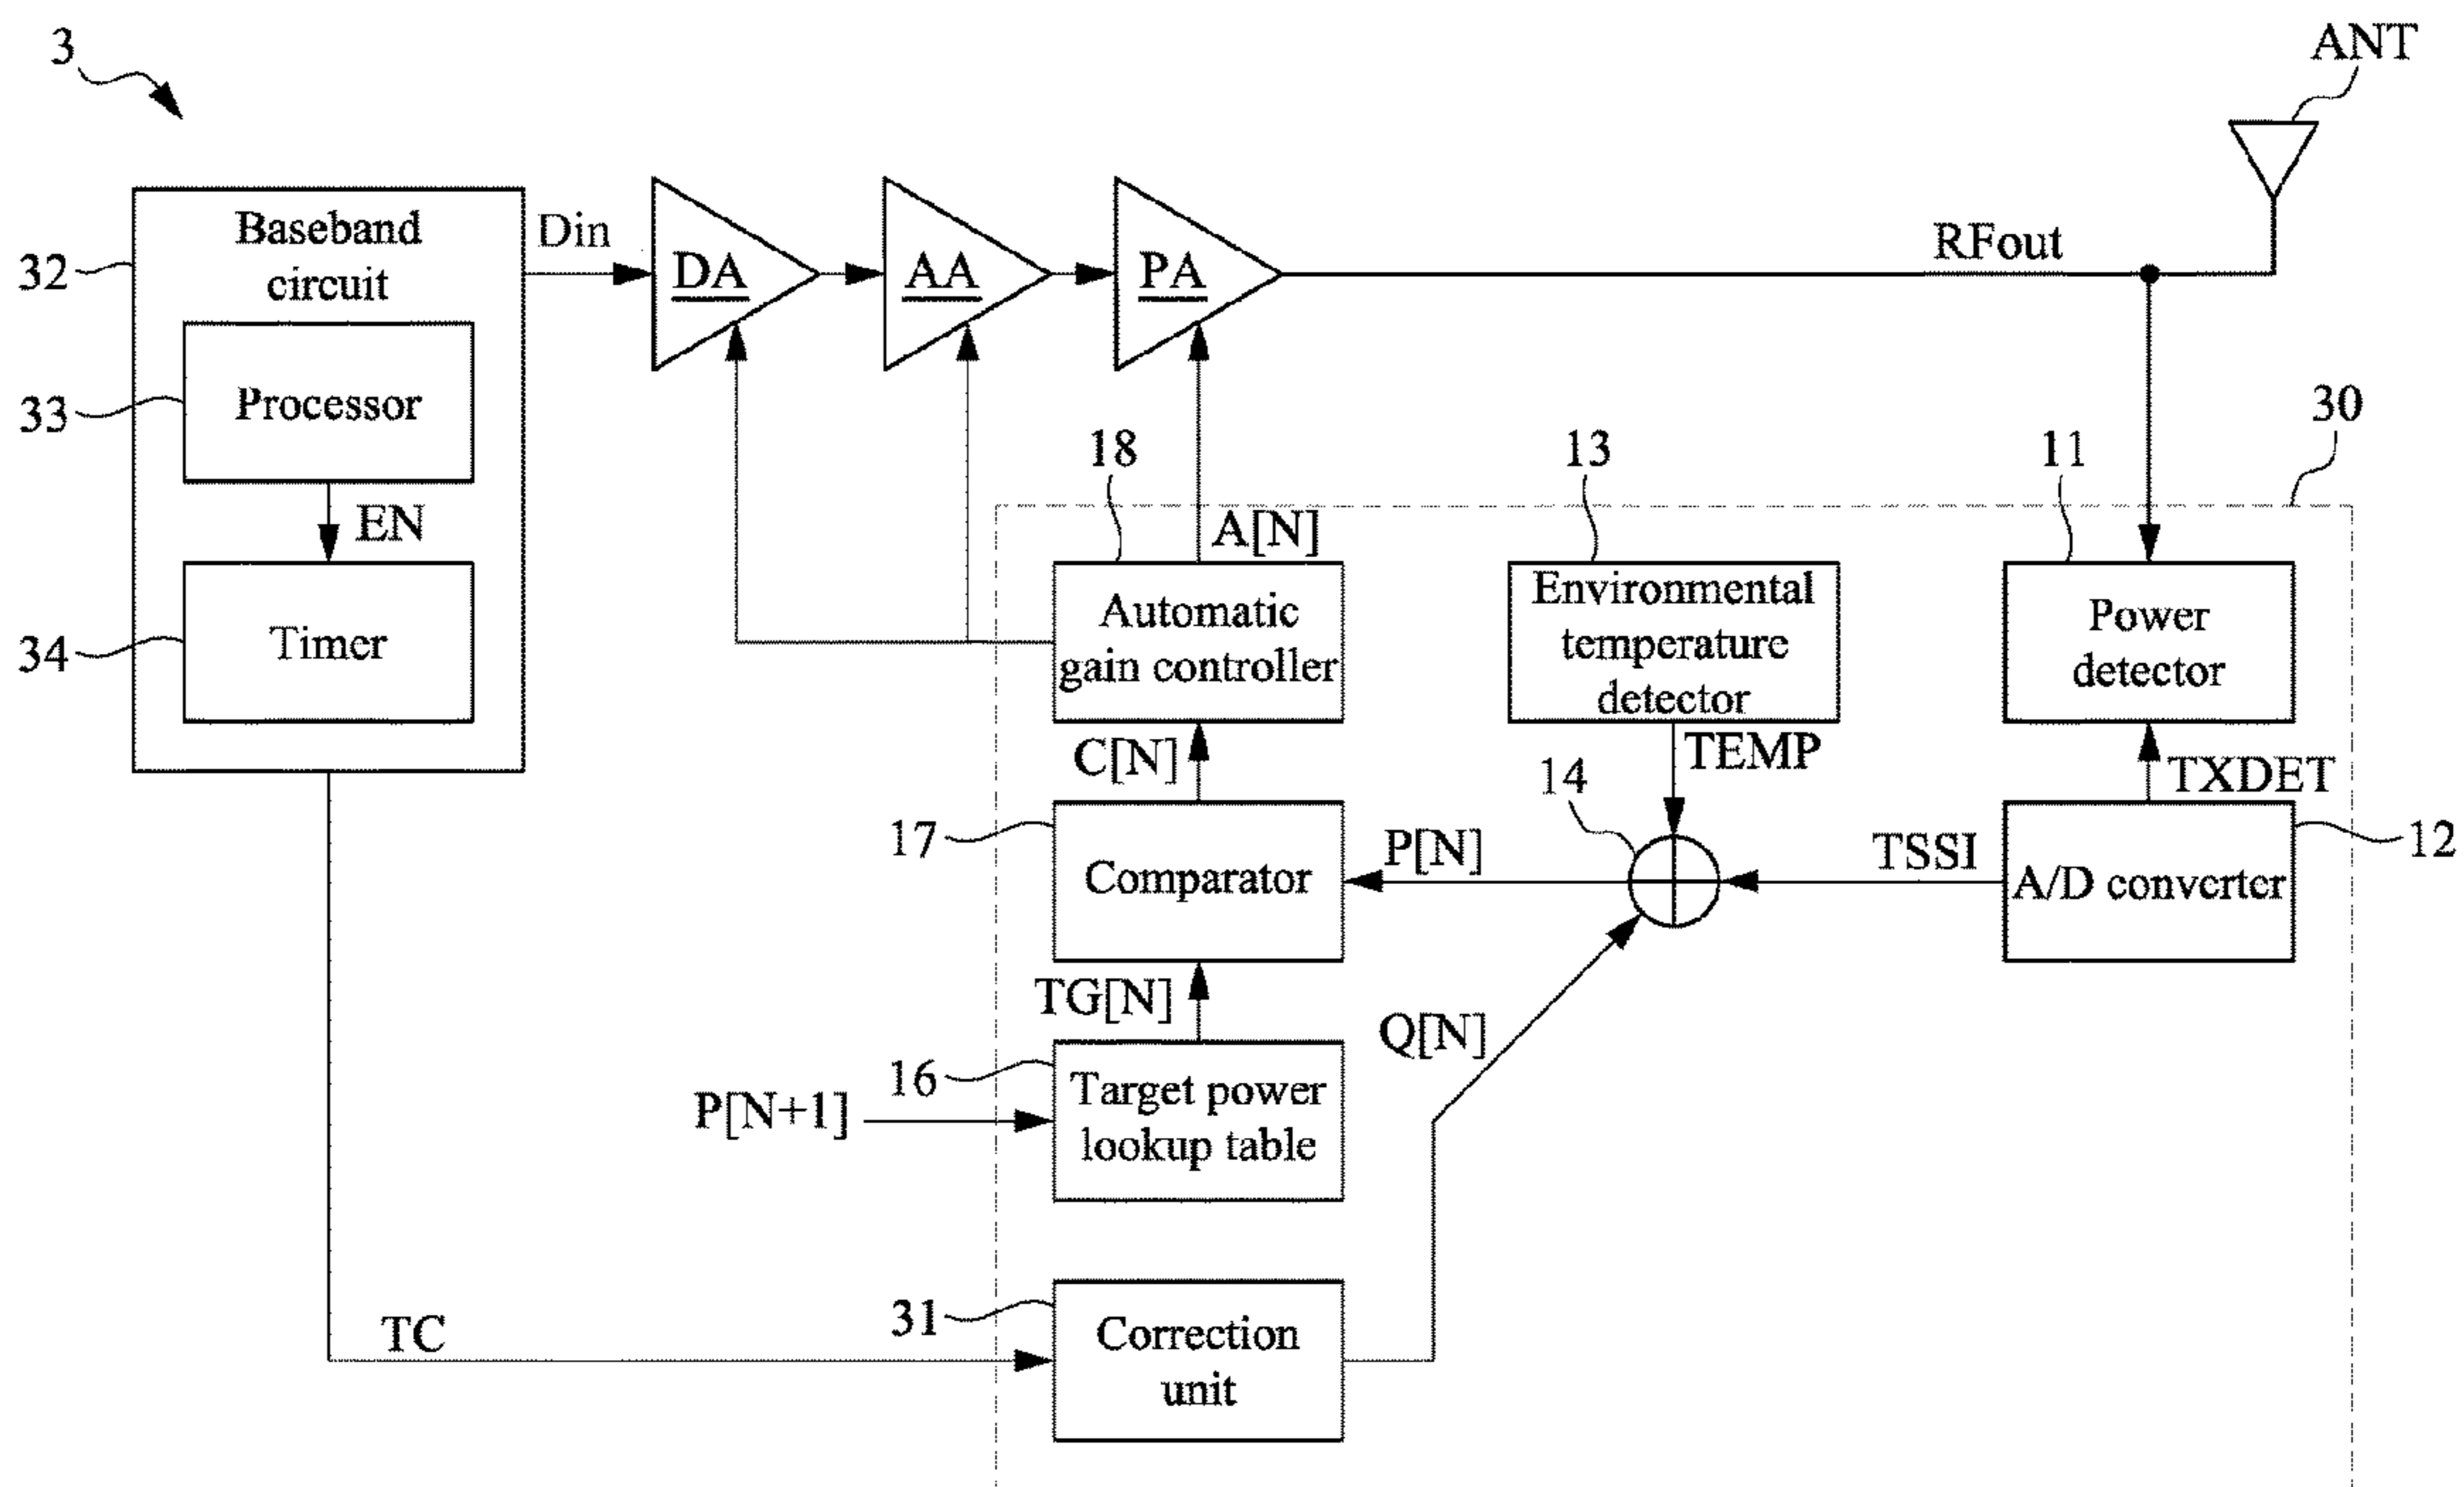 3
ANT
Baseband
circuit
32
Din
DA
AA
PA
RFout
Processor
33
EN
Timer
34
30
18
13
11
A[N]
Automatic
gain controller
Environmental
temperature
detector
Power
detector
C[N]
TEMP
TXDET
14
17
Comparator
P[N]
TSSI
A/D converter
12
TG[N]
Q[N]
16
Target power
lookup table
P[N+1]
31
Correction
unit
TC